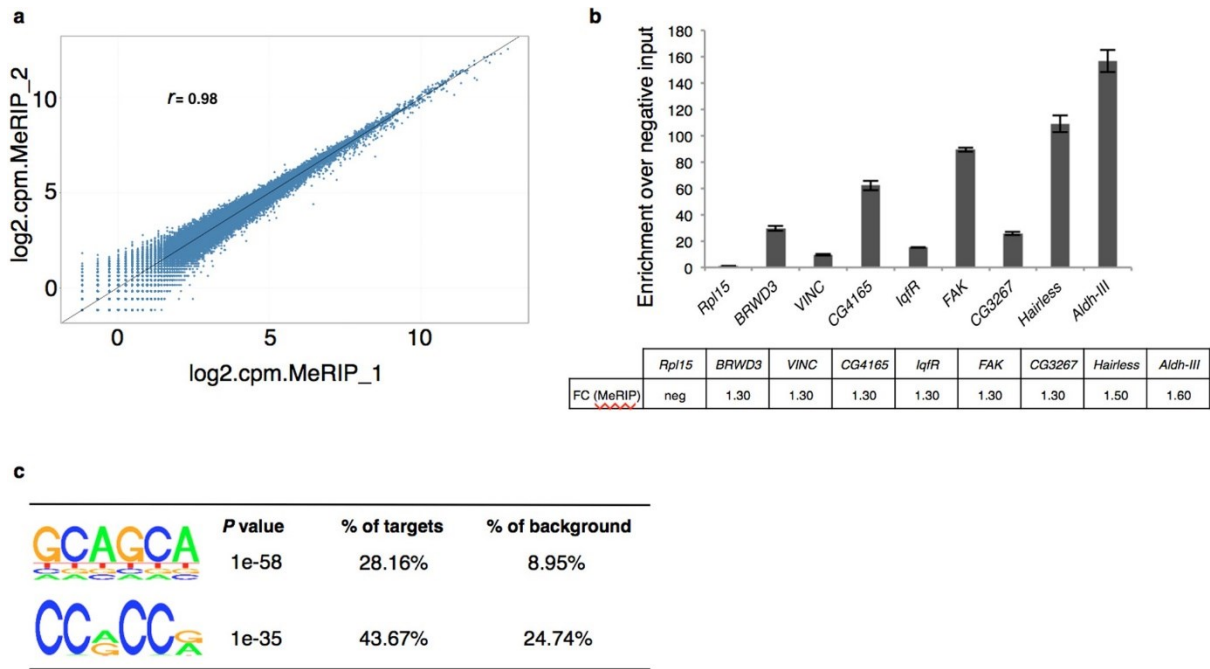 a
log2.cpm.MeRIP_2
10
5
0
r = 0.98
0 5 10
log2.cpm.MeRIP_1
b
Enrichment over negative input
180
160
140
120
100
80
60
40
20
0
Rpl15 BRWD3 VINC CG4165 lqfR FAK CG3267 Hairless Aldh-III
Rpl15 BRWD3 VINC CG4165 lqfR FAK CG3267 Hairless Aldh-III
FC (MeRIP) neg 1.30 1.30 1.30 1.30 1.30 1.30 1.50 1.60
c
P value % of targets % of background
GCAGCA 1e-58 28.16% 8.95%
CCACCG 1e-35 43.67% 24.74%
GA